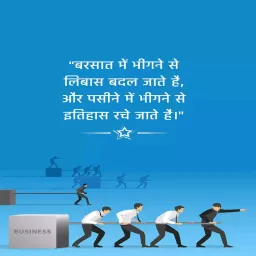 "बरसात में भीगने से
लिबास बदल जाते है,
और पसीने में भीगने से
इतिहास रचे जाते है।"
BUSINESS